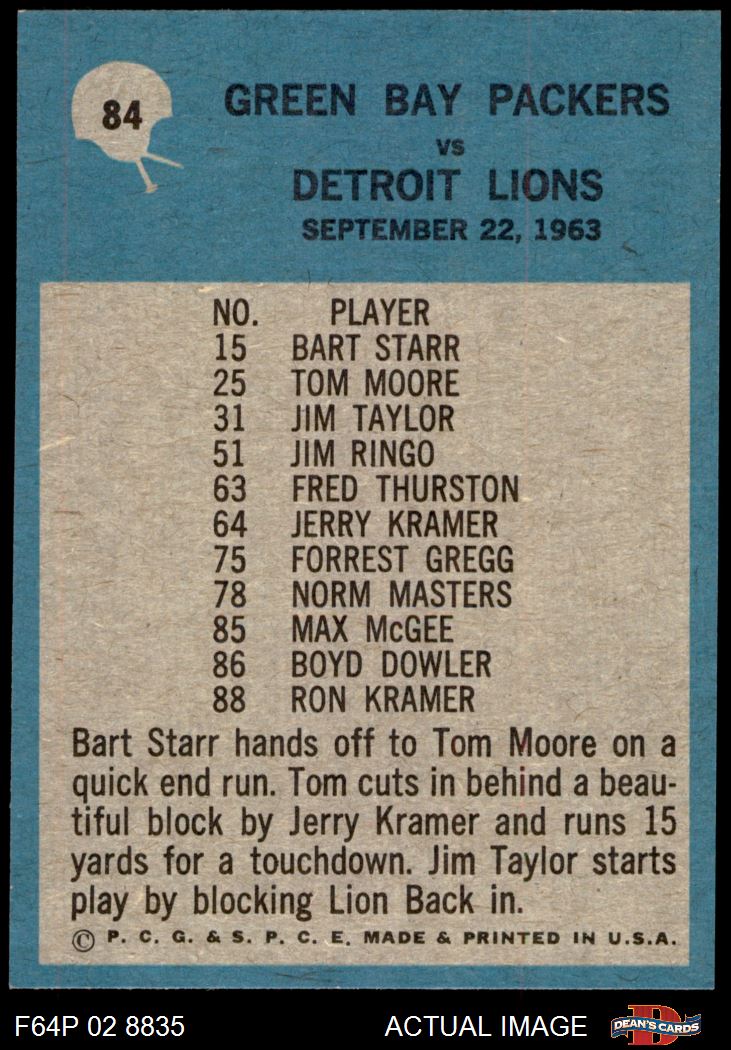 84
GREEN BAY PACKERS
VS
DETROIT LIONS
SEPTEMBER 22, 1963
NO. PLAYER
15 BART STARR
25 TOM MOORE
31 JIM TAYLOR
51 JIM RINGO
63 FRED THURSTON
64 JERRY KRAMER
75 FORREST GREGG
78 NORM MASTERS
85 MAX McGEE
86 BOYD DOWLER
88 RON KRAMER
Bart Starr hands off to Tom Moore on a
quick end run. Tom cuts in behind a beau-
tiful block by Jerry Kramer and runs 15
yards for a touchdown. Jim Taylor starts
play by blocking Lion Back in.
© P. C. G. & S. P. C. E. MADE & PRINTED IN U.S.A.
F64P 02 8835 ACTUAL IMAGE D DEAN'S CARDS